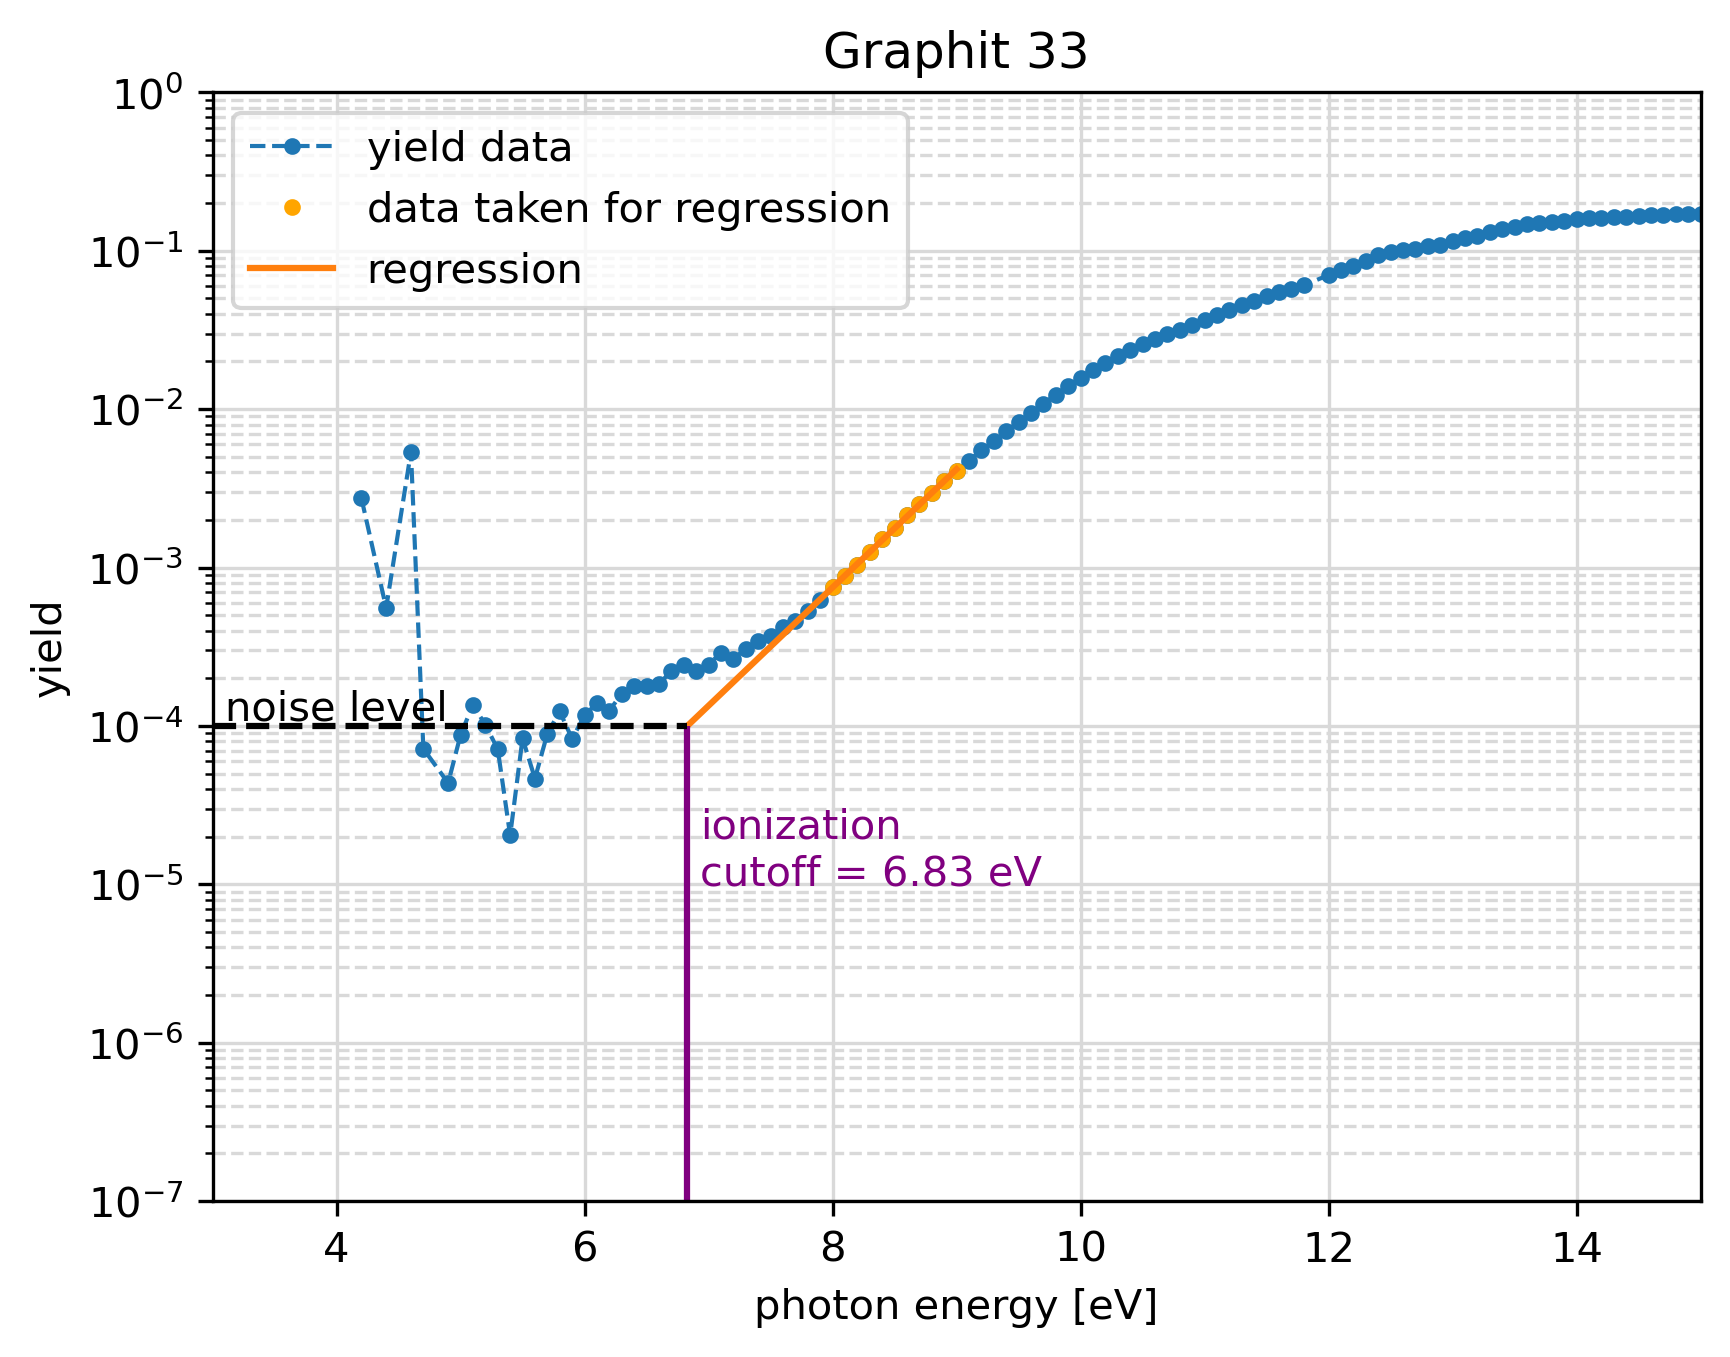 Graphit 33
10⁰
10⁻¹
10⁻²
10⁻³
10⁻⁴
10⁻⁵
10⁻⁶
10⁻⁷
yield
yield data
data taken for regression
regression
noise level
ionization
cutoff = 6.83 eV
4 6 8 10 12 14
photon energy [eV]